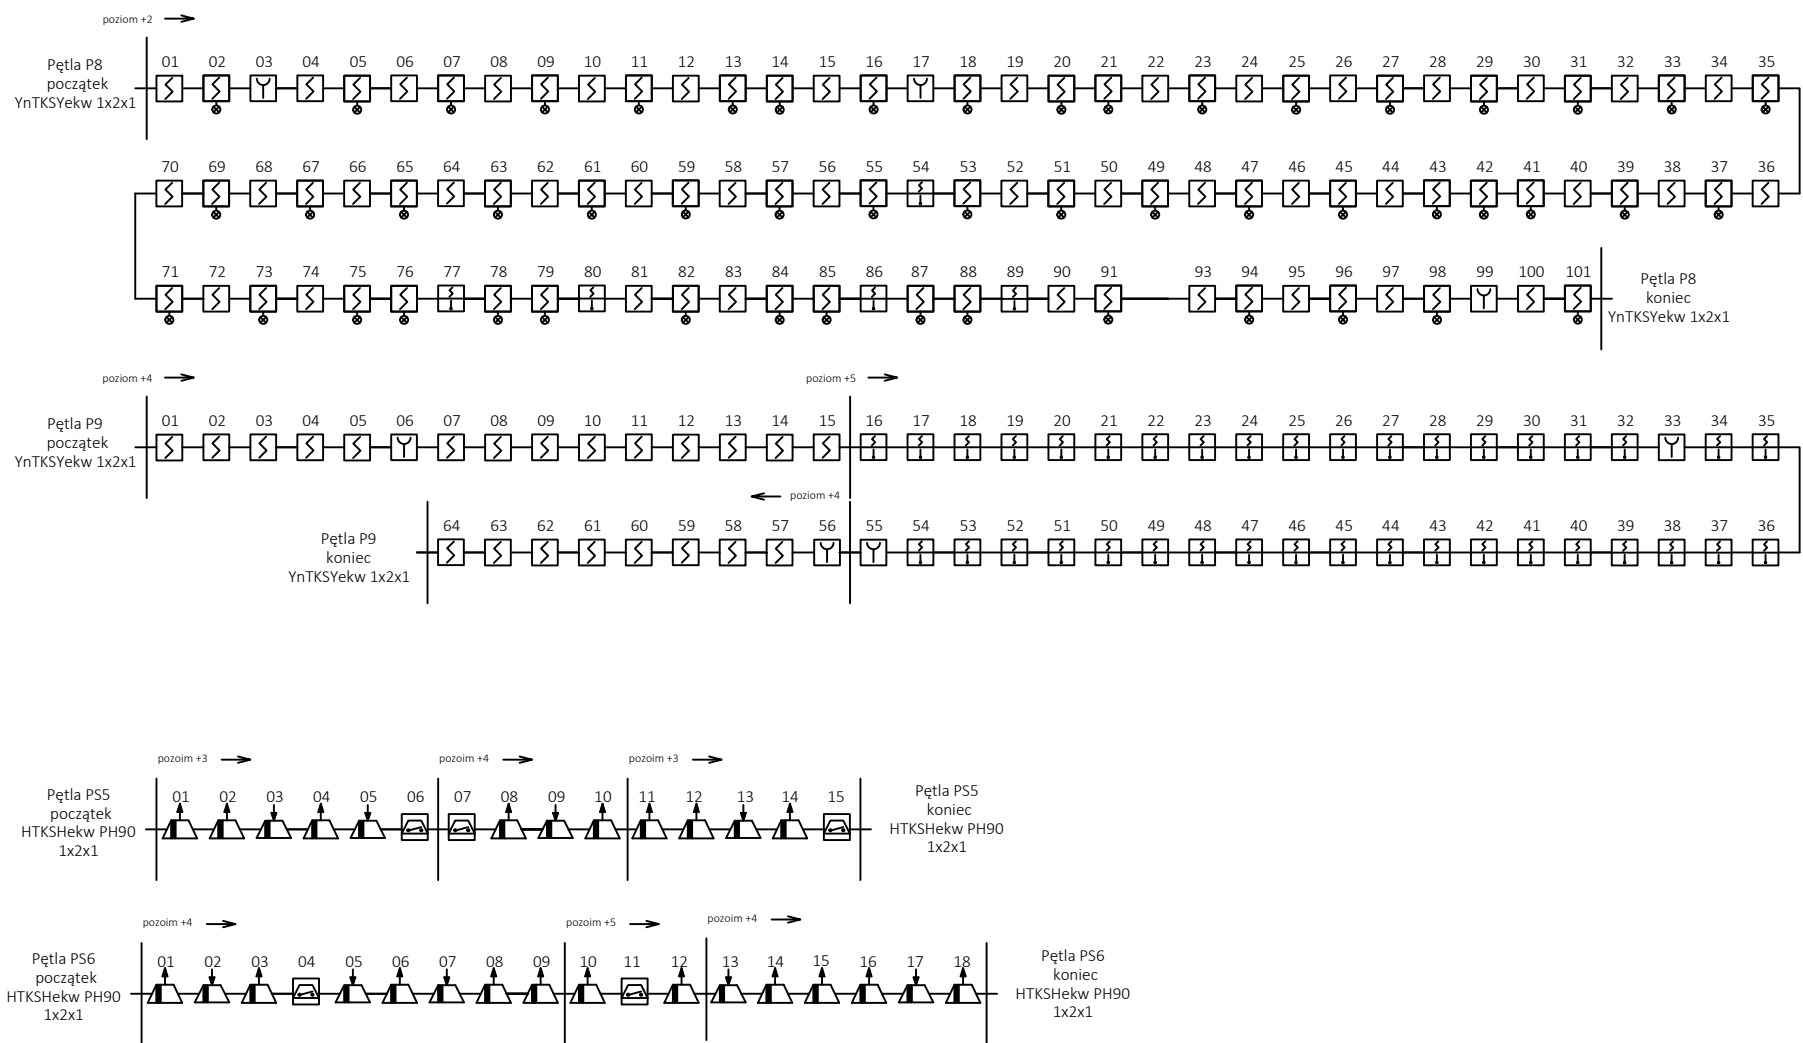 poziom +2
Pętla P8
początek
YnTKSYekw 1x2x1
01 02 03 04 05 06 07 08 09 10 11 12 13 14 15 16 17 18 19 20 21 22 23 24 25 26 27 28 29 30 31 32 33 34 35
70 69 68 67 66 65 64 63 62 61 60 59 58 57 56 55 54 53 52 51 50 49 48 47 46 45 44 43 42 41 40 39 38 37 36
71 72 73 74 75 76 77 78 79 80 81 82 83 84 85 86 87 88 89 90 91 93 94 95 96 97 98 99 100 101
Pętla P8
koniec
YnTKSYekw 1x2x1
poziom +4
poziom +5
Pętla P9
początek
YnTKSYekw 1x2x1
01 02 03 04 05 06 07 08 09 10 11 12 13 14 15 16 17 18 19 20 21 22 23 24 25 26 27 28 29 30 31 32 33 34 35
poziom +4
Pętla P9
koniec
YnTKSYekw 1x2x1
64 63 62 61 60 59 58 57 56 55 54 53 52 51 50 49 48 47 46 45 44 43 42 41 40 39 38 37 36
pozoim +3
pozoim +4
pozoim +3
Pętla PS5
początek
HTKSHekw PH90
1x2x1
01 02 03 04 05 06 07 08 09 10 11 12 13 14 15
Pętla PS5
koniec
HTKSHekw PH90
1x2x1
pozoim +4
pozoim +5
pozoim +4
Pętla PS6
początek
HTKSHekw PH90
1x2x1
01 02 03 04 05 06 07 08 09 10 11 12 13 14 15 16 17 18
Pętla PS6
koniec
HTKSHekw PH90
1x2x1